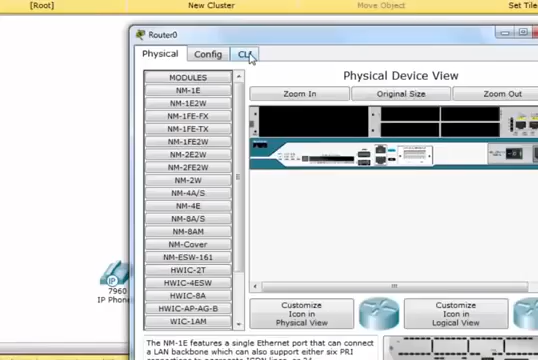 [Root]
New Cluster
Move Object
Set Tile
Router0
Physical
Config
CLI
MODULES
NM-1E
NM-1E2W
NM-1FE-FX
NM-1FE-TX
NM-1FE2W
NM-2E2W
NM-2FE2W
NM-2W
NM-4A/S
NM-4E
NM-8A/S
NM-8AM
NM-Cover
NM-ESW-161
HWIC-2T
HWIC-4ESW
HWIC-8A
HWIC-AP-AG-B
WIC-1AM
Physical Device View
Zoom In
Original Size
Zoom Out
Customize
Icon in
Physical View
Customize
Icon in
Logical View
IP
7960
IP Phone
The NM-1E features a single Ethernet port that can connect
a LAN backbone which can also support either six PRI